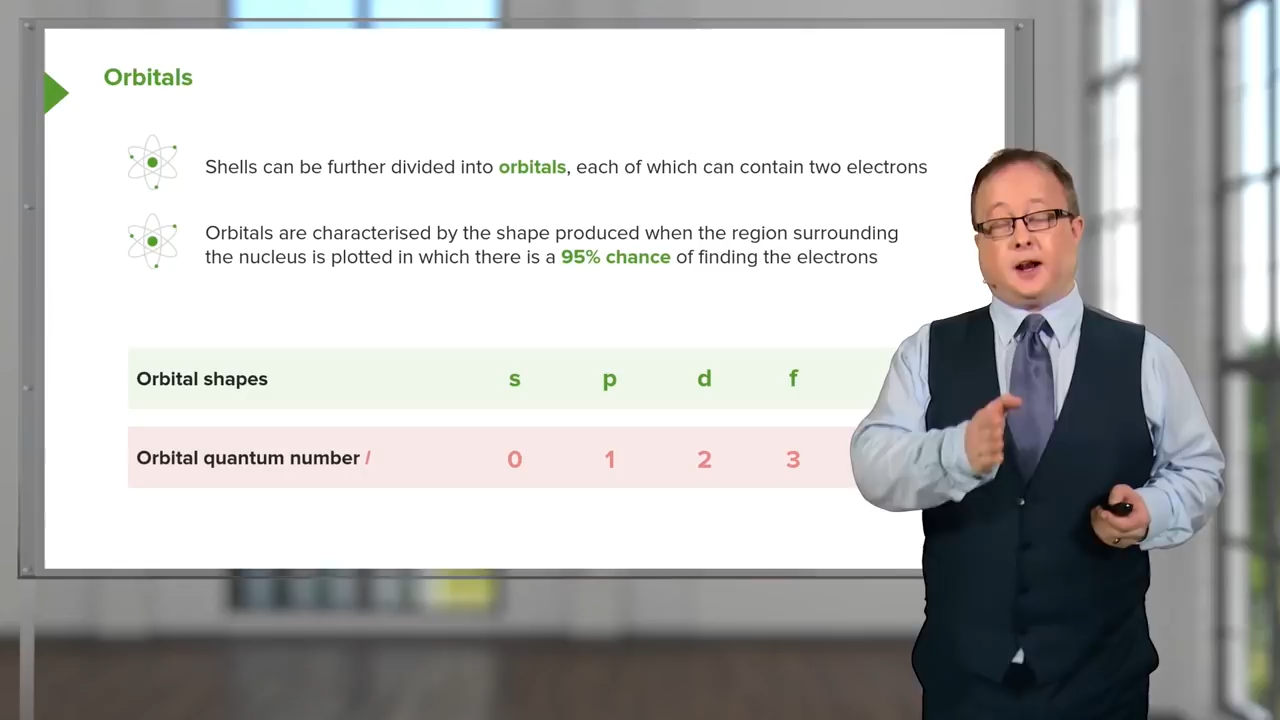 Orbitals
Shells can be further divided into orbitals, each of which can contain two electrons
Orbitals are characterised by the shape produced when the region surrounding
the nucleus is plotted in which there is a 95% chance of finding the electrons
Orbital shapes s p d f
Orbital quantum number l 0 1 2 3